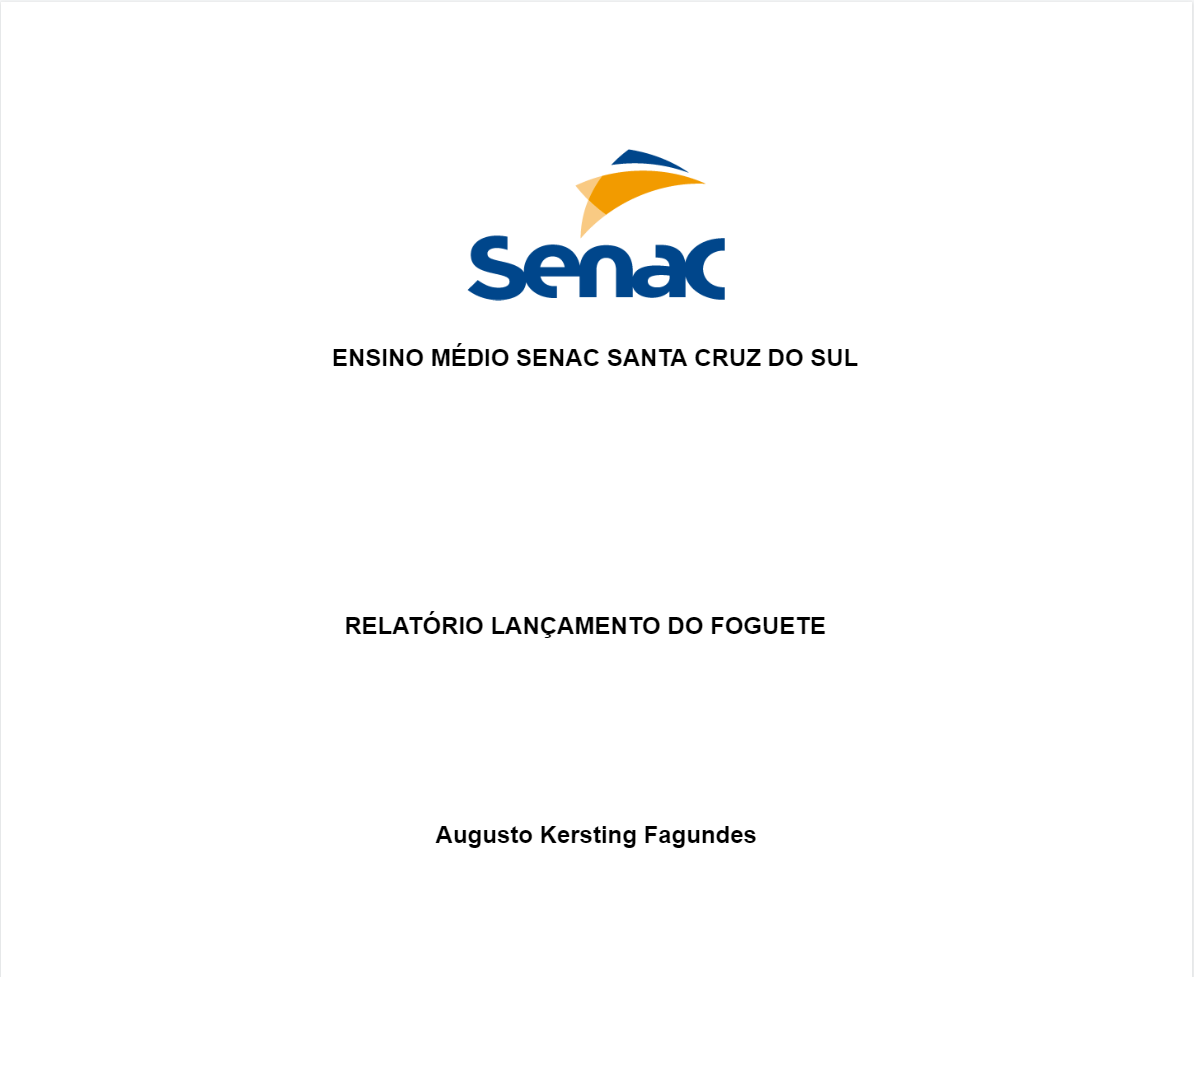 Senac
ENSINO MÉDIO SENAC SANTA CRUZ DO SUL
RELATÓRIO LANÇAMENTO DO FOGUETE
Augusto Kersting Fagundes